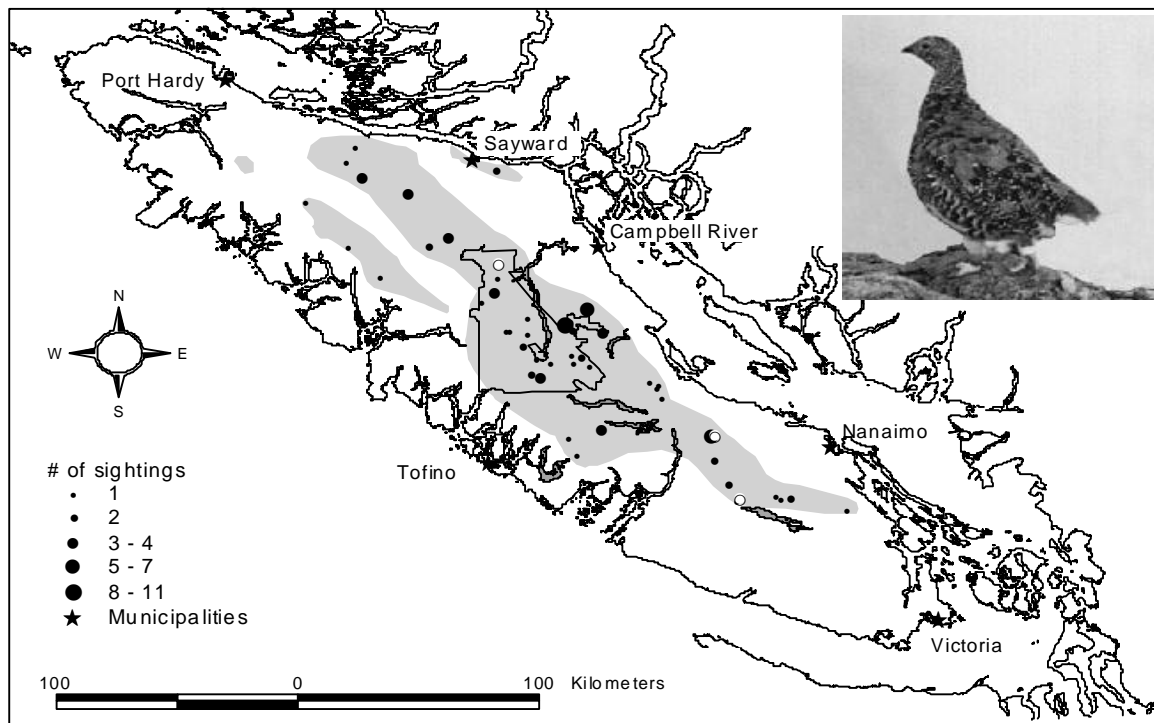 Port Hardy
Sayward
Campbell River
N
W E
S
Nanaimo
Tofino
# of sightings
1
2
3 - 4
5 - 7
8 - 11
Municipalities
Victoria
100 0 100 Kilometers